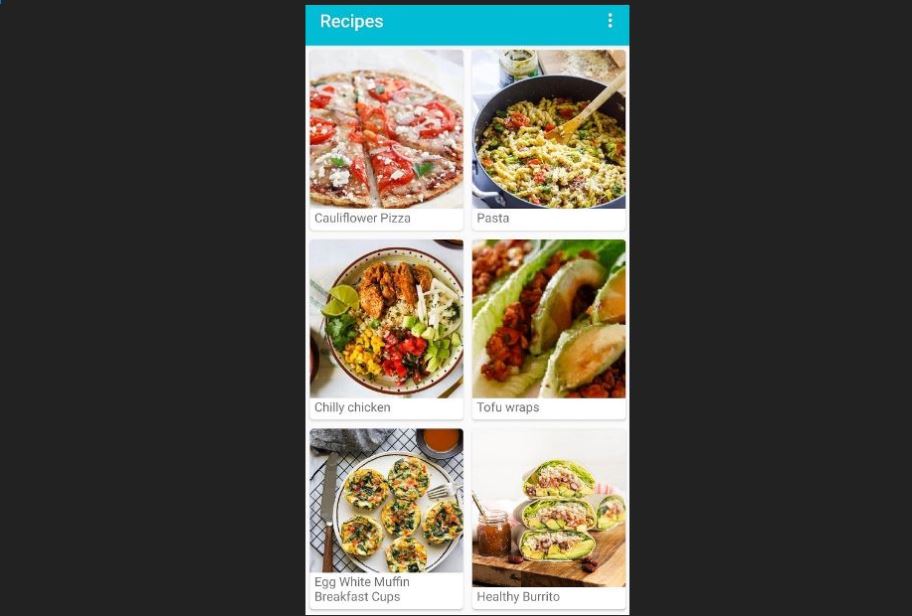 Recipes
Cauliflower Pizza
Pasta
Chilly chicken
Tofu wraps
Egg White Muffin
Breakfast Cups
Healthy Burrito